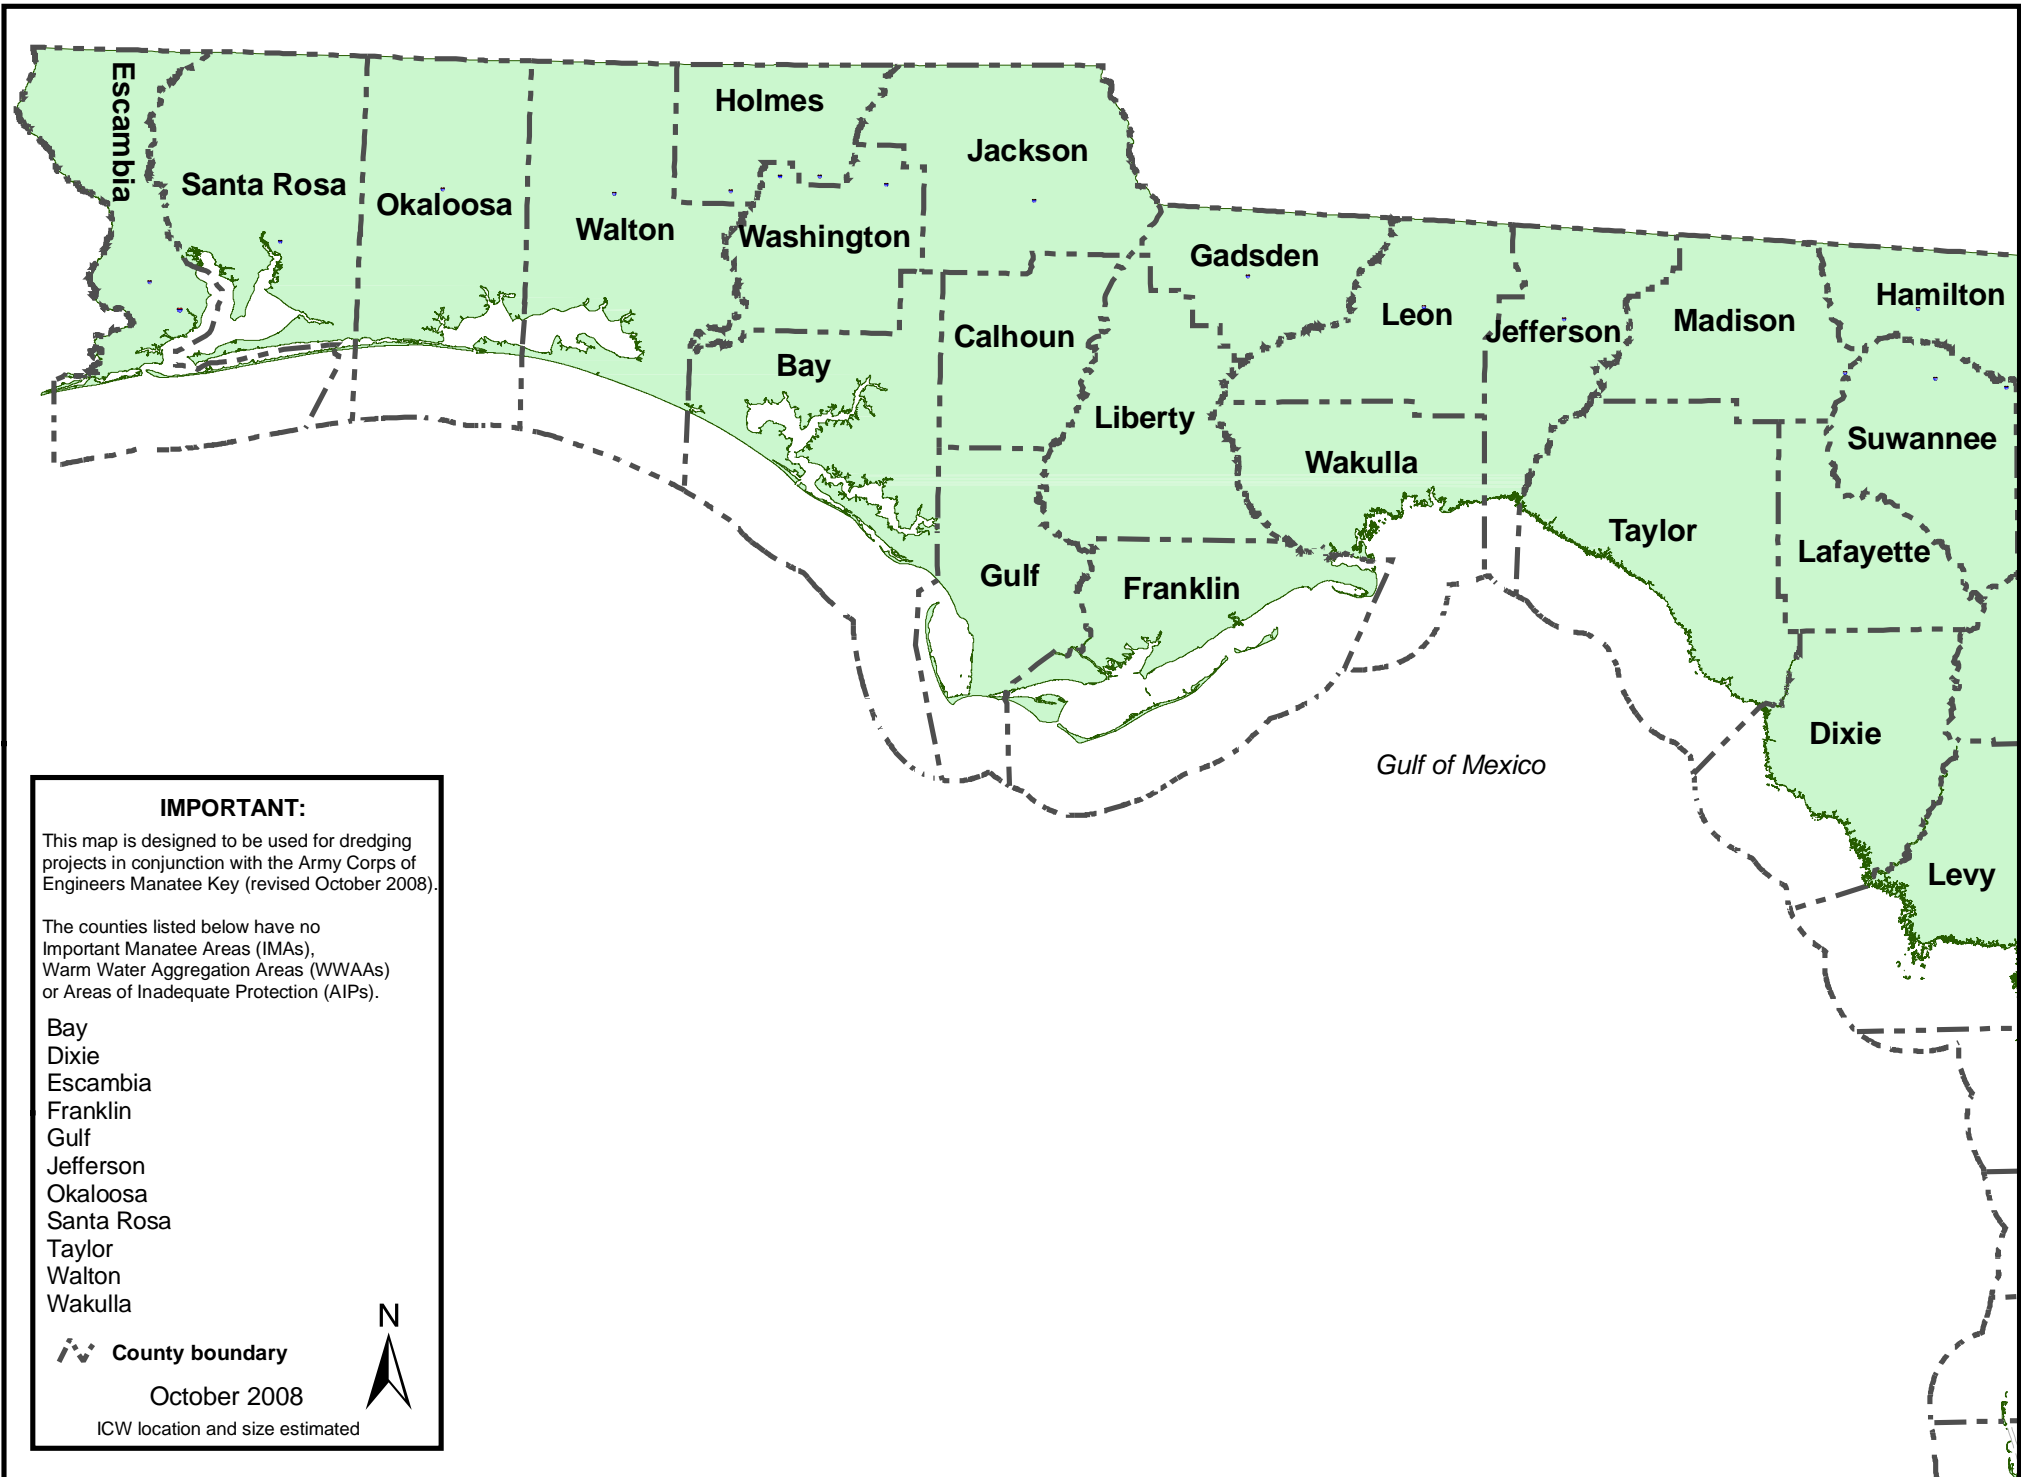 Escambia
Holmes
Jackson
Santa Rosa
Okaloosa
Walton
Washington
Gadsden
Hamilton
Leon
Jefferson
Madison
Calhoun
Bay
Liberty
Suwannee
Wakulla
Taylor
Lafayette
Gulf
Franklin
Dixie
Gulf of Mexico
Levy
IMPORTANT:
This map is designed to be used for dredging
projects in conjunction with the Army Corps of
Engineers Manatee Key (revised October 2008).
The counties listed below have no
Important Manatee Areas (IMAs),
Warm Water Aggregation Areas (WWAAs)
or Areas of Inadequate Protection (AIPs).
Bay
Dixie
Escambia
Franklin
Gulf
Jefferson
Okaloosa
Santa Rosa
Taylor
Walton
Wakulla
N
County boundary
October 2008
ICW location and size estimated